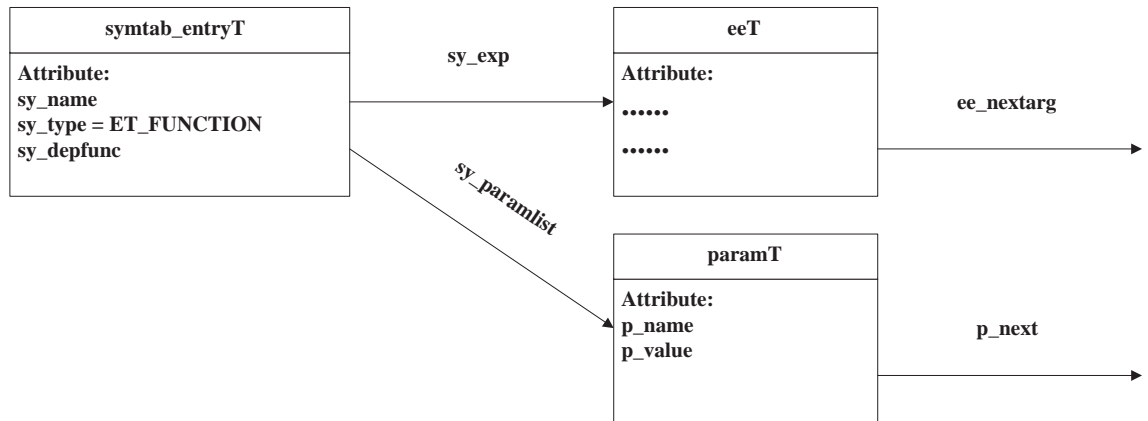 symtab_entryT
Attribute:
sy_name
sy_type = ET_FUNCTION
sy_depfunc
sy_exp
sy_paramlist
eeT
Attribute:
......
......
ee_nextarg
paramT
Attribute:
p_name
p_value
p_next